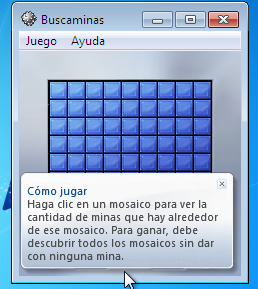 Buscaminas
Juego Ayuda
Cómo jugar
Haga clic en un mosaico para ver la
cantidad de minas que hay alrededor
de ese mosaico. Para ganar, debe
descubrir todos los mosaicos sin dar
con ninguna mina.